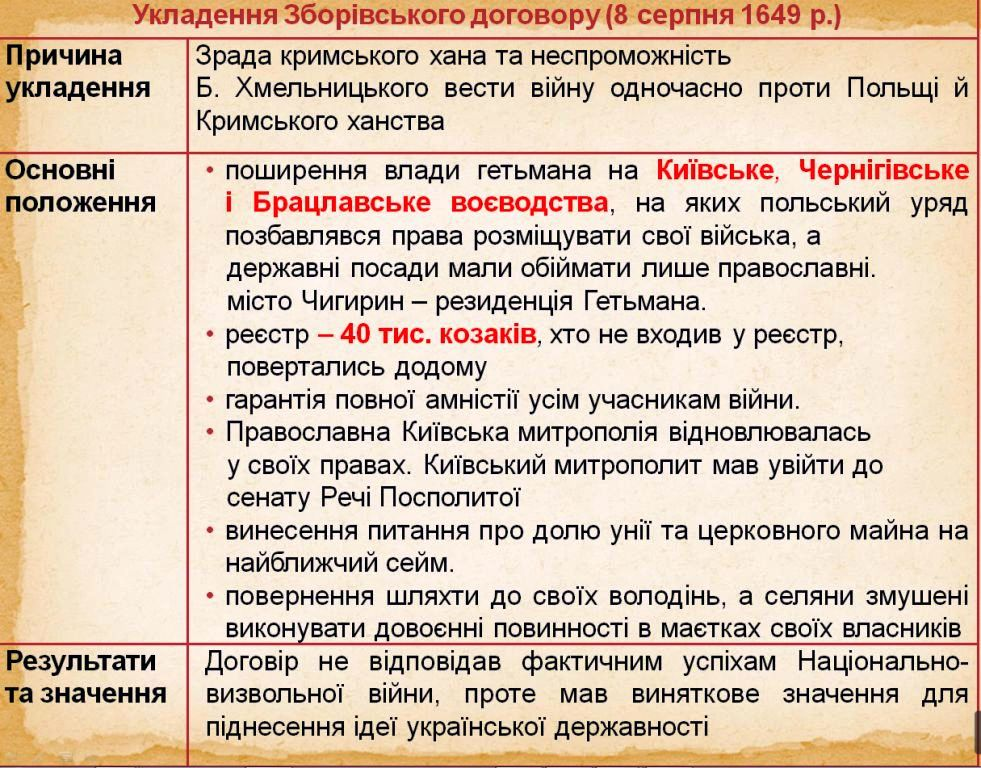 Укладення Зборівського договору (8 серпня 1649 р.)
Причина
укладення
Зрада кримського хана та неспроможність
Б. Хмельницького вести війну одночасно проти Польщі й
Кримського ханства
Основні
положення
• поширення влади гетьмана на Київське, Чернігівське
і Брацлавське воєводства, на яких польський уряд
позбавлявся права розміщувати свої війська, а
державні посади мали обіймати лише православні.
місто Чигирин – резиденція Гетьмана.
• реєстр – 40 тис. козаків, хто не входив у реєстр,
повертались додому
• гарантія повної амністії усім учасникам війни.
• Православна Київська митрополія відновлювалась
у своїх правах. Київський митрополит мав увійти до
сенату Речі Посполитої
• винесення питання про долю унії та церковного майна на
найближчий сейм.
• повернення шляхти до своїх володінь, а селяни змушені
виконувати довоєнні повинності в маєтках своїх власників
Результати
та значення
Договір не відповідав фактичним успіхам Національно-
визвольної війни, проте мав виняткове значення для
піднесення ідеї української державності